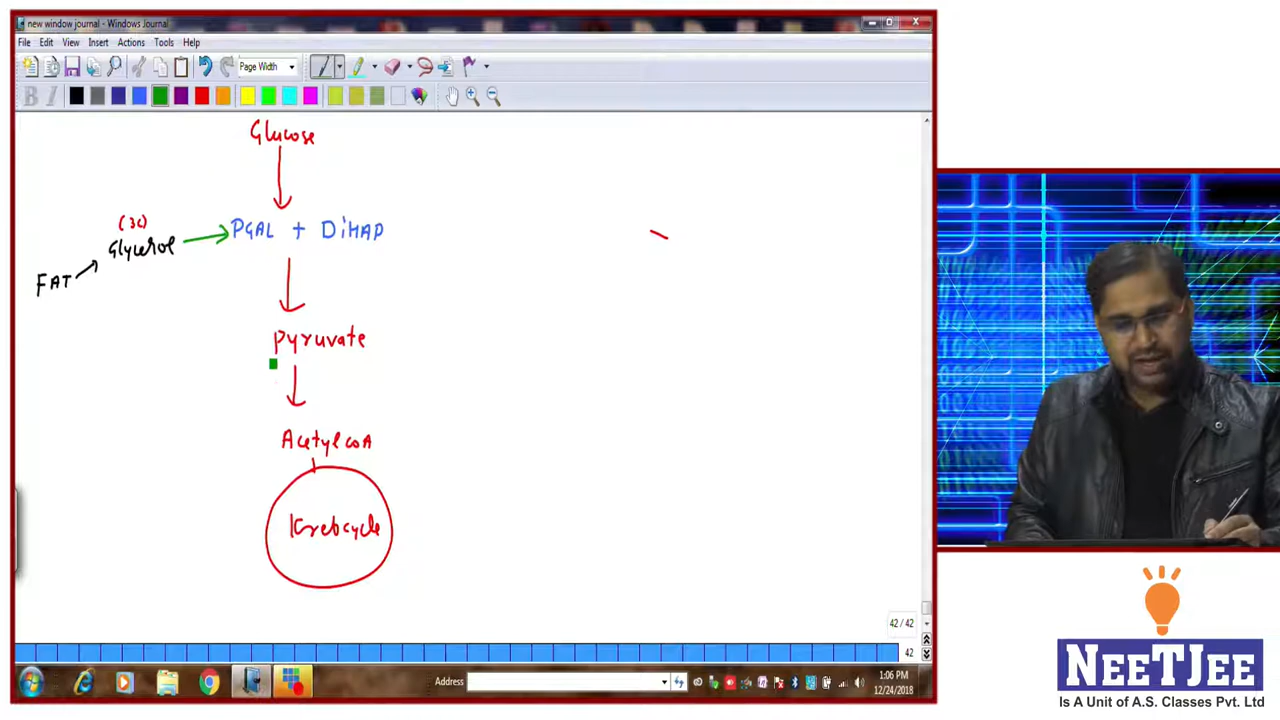 new window journal - Windows Journal
File Edit View Insert Actions Tools Help
Page Width
B I
Glucose
(3C)
Glycerol
PGAL + DiHAP
FAT
Pyruvate
Acetyl coA
Krebcycle
42 / 42
42
Address
1:06 PM
12/24/2018
NEETJEE
Is A Unit of A.S. Classes Pvt. Ltd